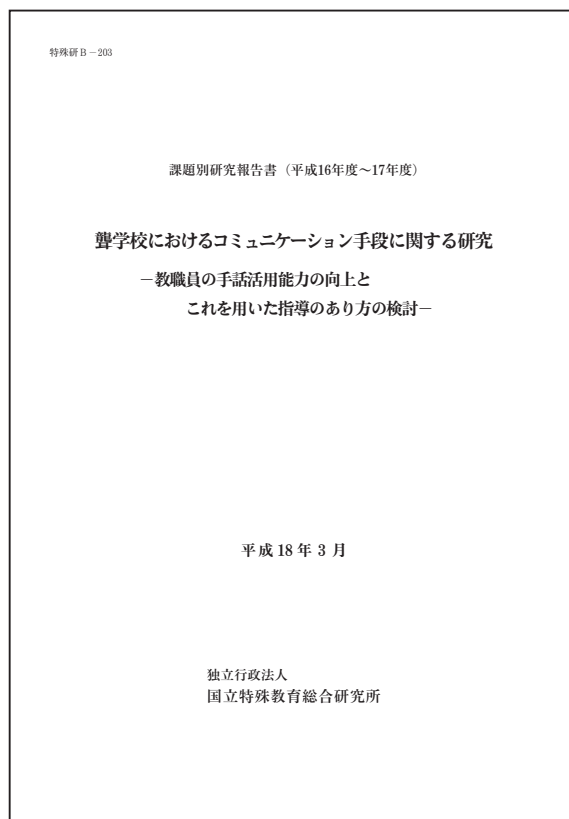 特殊研B－203
課題別研究報告書（平成16年度〜17年度）
聾学校におけるコミュニケーション手段に関する研究
－教職員の手話活用能力の向上と
これを用いた指導のあり方の検討－
平成18年3月
独立行政法人
国立特殊教育総合研究所